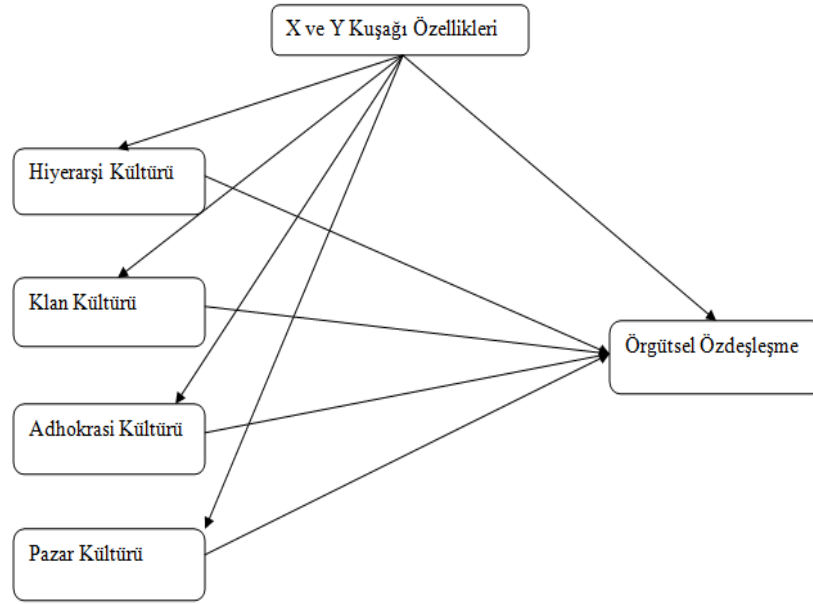 X ve Y Kuşağı Özellikleri
Hiyerarşi Kültürü
Klan Kültürü
Örgütsel Özdeşleşme
Adhokrasi Kültürü
Pazar Kültürü